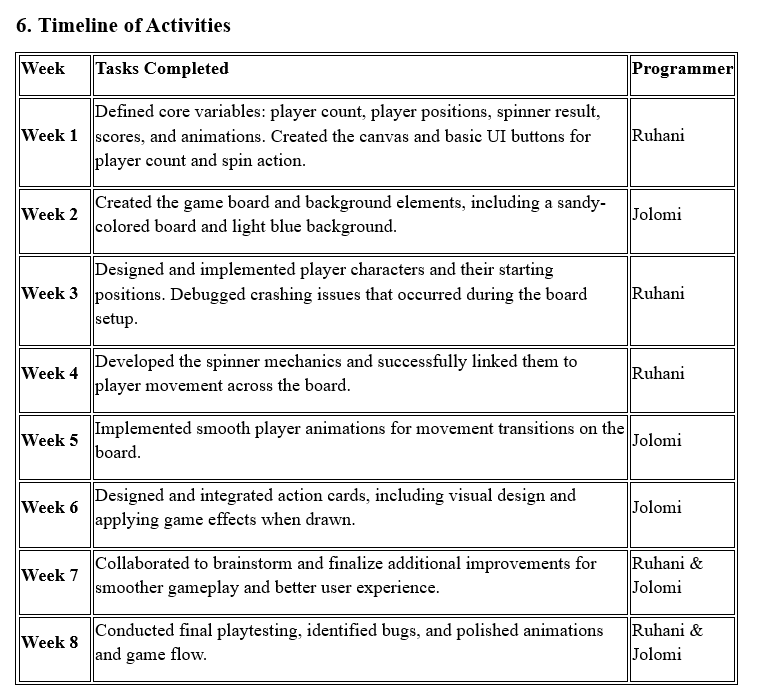 6. Timeline of Activities
Week Tasks Completed Programmer
Defined core variables: player count, player positions, spinner result,
Week 1 scores, and animations. Created the canvas and basic UI buttons for Ruhani
player count and spin action.
Week 2 Created the game board and background elements, including a sandy- Jolomi
colored board and light blue background.
Designed and implemented player characters and their starting
Week 3 positions. Debugged crashing issues that occurred during the board Ruhani
setup.
Week 4 Developed the spinner mechanics and successfully linked them to Ruhani
player movement across the board.
Week 5 Implemented smooth player animations for movement transitions on the Jolomi
board.
Week 6 Designed and integrated action cards, including visual design and Jolomi
applying game effects when drawn.
Week 7 Collaborated to brainstorm and finalize additional improvements for Ruhani &
smoother gameplay and better user experience. Jolomi
Week 8 Conducted final playtesting, identified bugs, and polished animations Ruhani &
and game flow. Jolomi